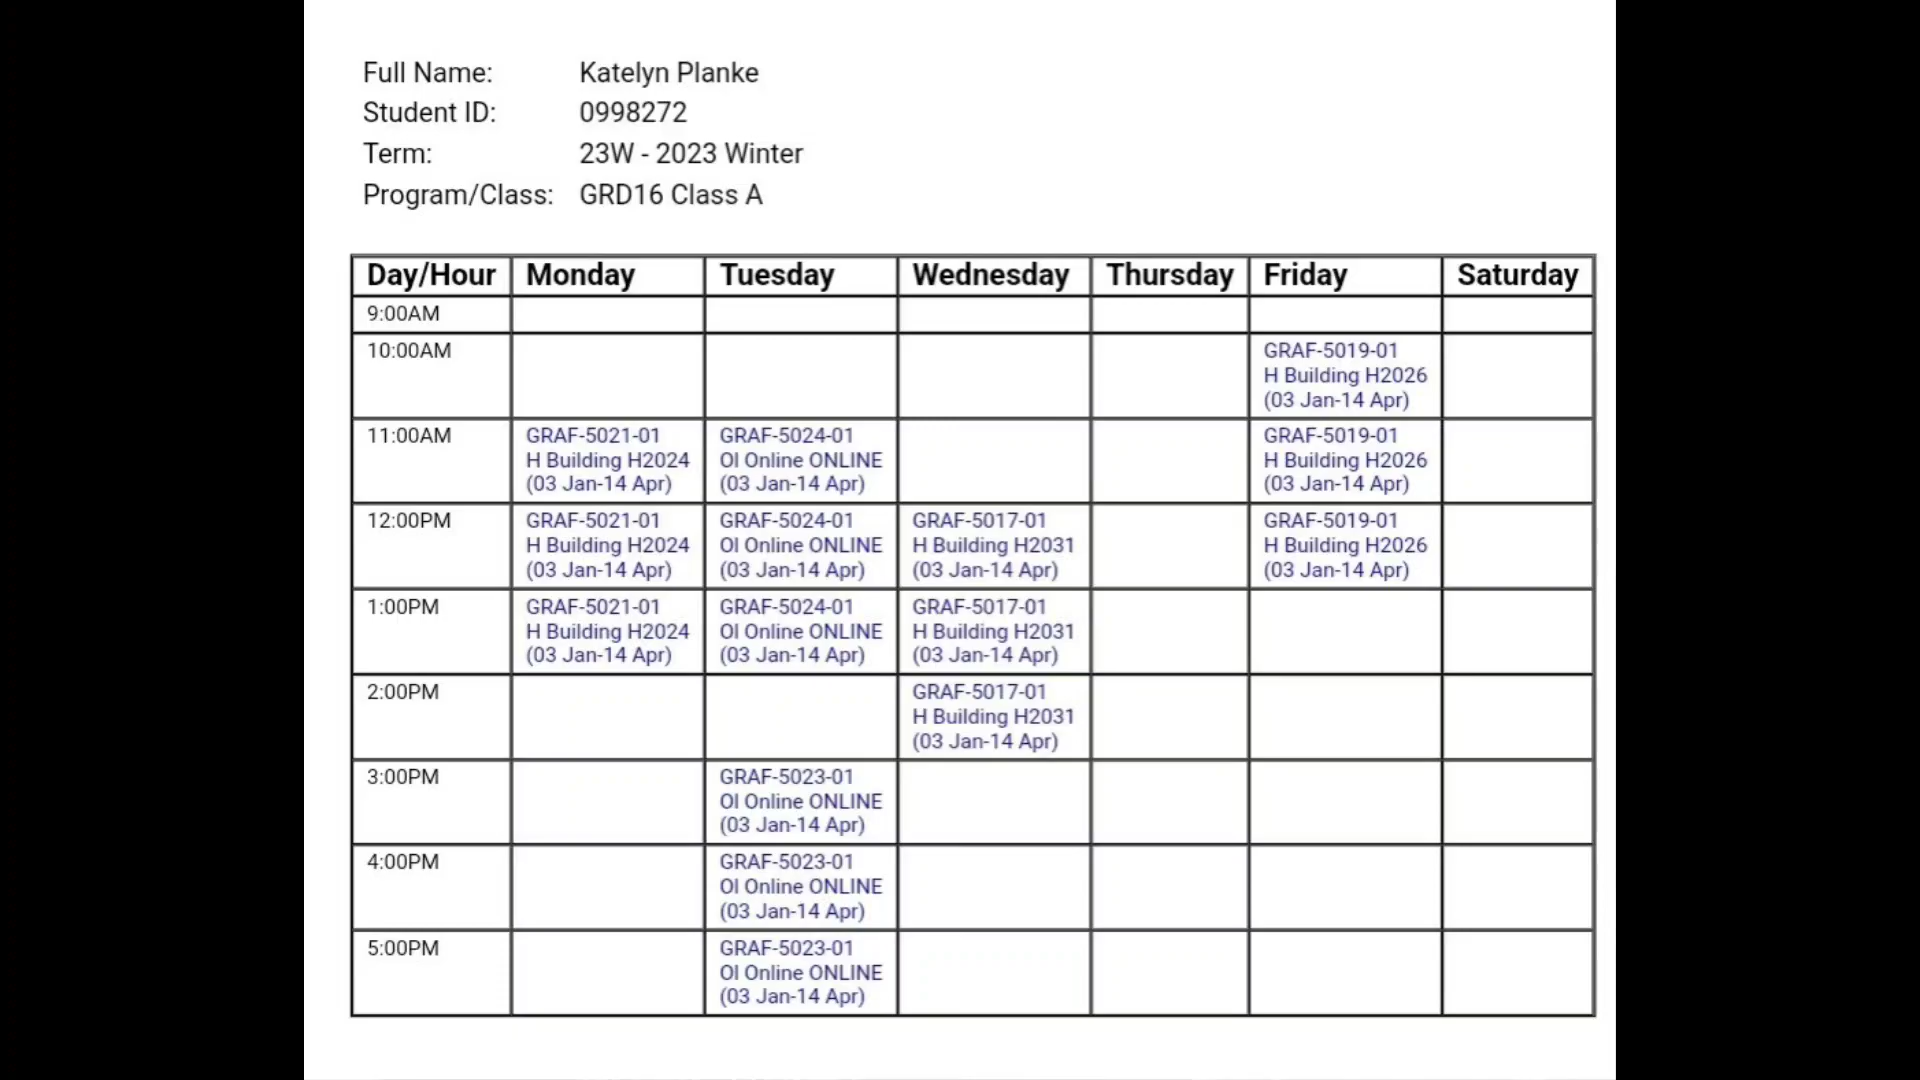 Full Name: Katelyn Planke
Student ID: 0998272
Term: 23W - 2023 Winter
Program/Class: GRD16 Class A
Day/Hour Monday Tuesday Wednesday Thursday Friday Saturday
9:00AM
10:00AM GRAF-5019-01
H Building H2026
(03 Jan-14 Apr)
11:00AM GRAF-5021-01 GRAF-5024-01 GRAF-5019-01
H Building H2024 OI Online ONLINE H Building H2026
(03 Jan-14 Apr) (03 Jan-14 Apr) (03 Jan-14 Apr)
12:00PM GRAF-5021-01 GRAF-5024-01 GRAF-5017-01 GRAF-5019-01
H Building H2024 OI Online ONLINE H Building H2031 H Building H2026
(03 Jan-14 Apr) (03 Jan-14 Apr) (03 Jan-14 Apr) (03 Jan-14 Apr)
1:00PM GRAF-5021-01 GRAF-5024-01 GRAF-5017-01
H Building H2024 OI Online ONLINE H Building H2031
(03 Jan-14 Apr) (03 Jan-14 Apr) (03 Jan-14 Apr)
2:00PM GRAF-5017-01
H Building H2031
(03 Jan-14 Apr)
3:00PM GRAF-5023-01
OI Online ONLINE
(03 Jan-14 Apr)
4:00PM GRAF-5023-01
OI Online ONLINE
(03 Jan-14 Apr)
5:00PM GRAF-5023-01
OI Online ONLINE
(03 Jan-14 Apr)